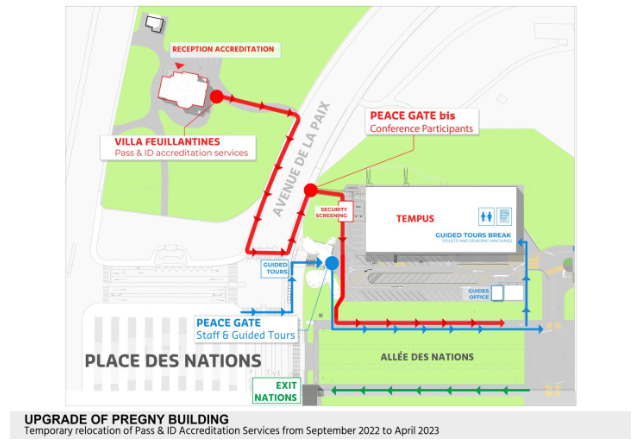 RECEPTION ACCREDITATION
VILLA FEUILLANTINES
Pass & ID accreditation services
AVENUE DE LA PAIX
PEACE GATE bis
Conference Participants
SECURITY
SCREENING
TEMPUS
GUIDED TOURS BREAK
TOILETS AND VENDING MACHINES
GUIDED
TOURS
GUIDES
OFFICE
PEACE GATE
Staff & Guided Tours
PLACE DES NATIONS
ALLÉE DES NATIONS
EXIT
NATIONS
UPGRADE OF PREGNY BUILDING
Temporary relocation of Pass & ID Accreditation Services from September 2022 to April 2023